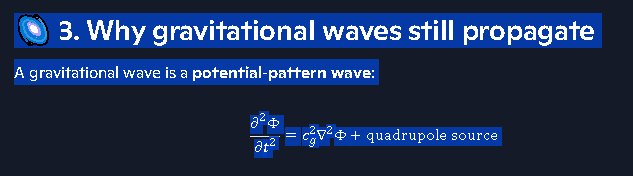 3. Why gravitational waves still propagate
A gravitational wave is a potential-pattern wave:
∂²Φ/∂t² = c_g²∇²Φ + quadrupole source